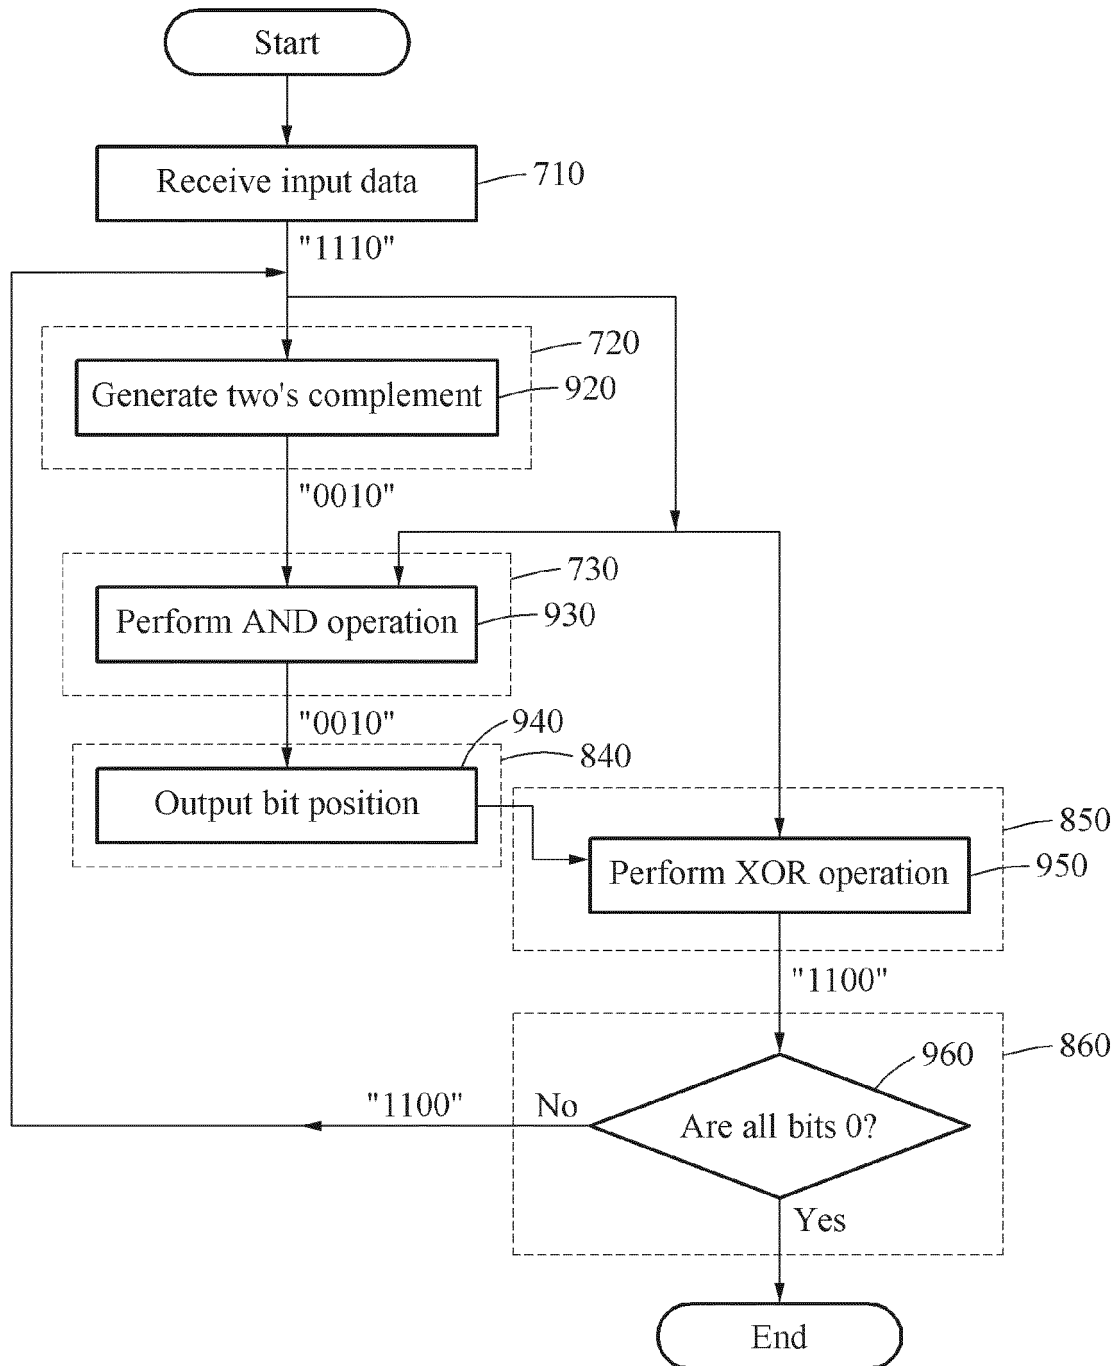 Start
Receive input data
710
"1110"
720
Generate two's complement
920
"0010"
730
Perform AND operation
930
"0010"
940
840
Output bit position
850
Perform XOR operation
950
"1100"
860
960
"1100"
No
Are all bits 0?
Yes
End